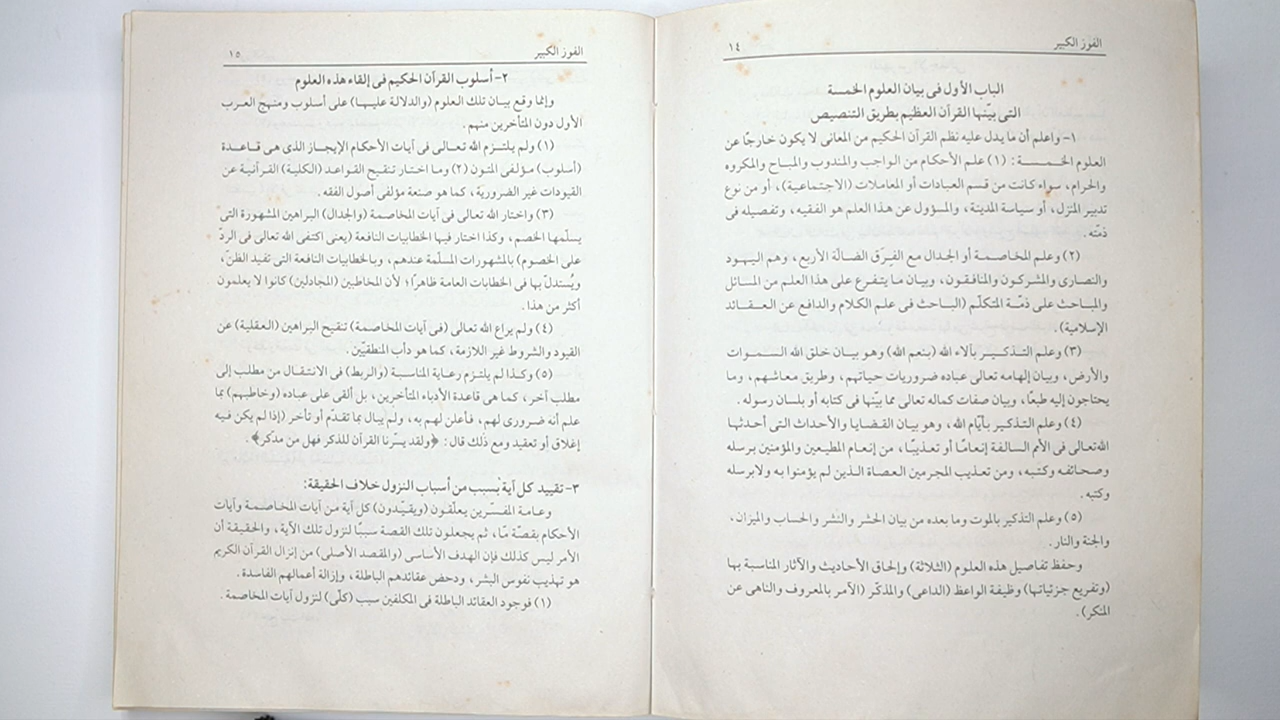 الفوز الكبير
١٤
الباب الأول فى بيان العلوم الخمسة
التى بيّنها القرآن العظيم بطريق التنصيص
١- واعلم أن ما يدل عليه نظم القرآن الحكيم من المعانى لا يكون خارجًا عن
العلوم الخمسة : (١) علم الأحكام من الواجب والمندوب والمباح والمكروه
والحرام، سواء كانت من قسم العبادات أو المعاملات (الاجتماعية)، أو من نوع
تدبير المنزل، أو سياسة المدينة، والمسؤول عن هذا العلم هو الفقيه، وتفصيله فى
ذمّته.
(٢) وعلم المخاصمة أو الجدال مع الفِرَق الضالّة الأربع، وهم اليهود
والنصارى والمشركون والمنافقون، وبيان ما يتفرع على هذا العلم من المسائل
والمباحث على ذمّة المتكلّم (الباحث فى علم الكلام والدافع عن العقائد
الإسلامية).
(٣) وعلم التذكير بآلاء الله (بنعم الله) وهو بيان خلق الله السموات
والأرض، وبيان إلهامه تعالى عباده ضروريات حياتهم، وطريق معاشهم، وما
يحتاجون إليه طبعًا، وبيان صفات كماله تعالى مما بيّنها فى كتابه أو بلسان رسوله.
(٤) وعلم التذكير بأيّام الله، وهو بيان القضايا والأحداث التى أحدثها
الله تعالى فى الأمم السالفة إنعامًا أو تعذيبًا، من إنعام المطيعين والمؤمنين برسله
وصحائفه وكتبه، ومن تعذيب المجرمين العصاة الذين لم يؤمنوا به ولا برسله
وكتبه.
(٥) وعلم التذكير بالموت وما بعده من بيان الحشر والنشر والحساب والميزان،
والجنة والنار.
وحفظ تفاصيل هذه العلوم (الثلاثة) وإلحاق الأحاديث والآثار المناسبة بها
(وتفريع جزئياتها) وظيفة الواعظ (الداعى) والمذكّر (الآمر بالمعروف والناهى عن
المنكر).
الفوز الكبير
١٥
٢- أسلوب القرآن الحكيم فى إلقاء هذه العلوم
وإنما وقع بيان تلك العلوم (والدلالة عليها) على أسلوب ومنهج العرب
الأول دون المتأخرين منهم.
(١) ولم يلتزم الله تعالى فى آيات الأحكام الإيجاز الذى هى قاعدة
(أسلوب) مؤلفى المتون (٢) وما اختار تنقيح القواعد (الكلية) القرآنية عن
القيودات غير الضرورية، كما هو صنعة مؤلفى أصول الفقه.
(٣) واختار الله تعالى فى آيات المخاصمة (والجدال) البراهين المشهورة التى
يسلّمها الخصم، وكذا اختار فيها الخطابيات النافعة (يعنى اكتفى الله تعالى فى الردّ
على الخصوم) بالمشهورات المسلّمة عندهم، وبالخطابيات النافعة التى تفيد الظنّ،
ويُستدلّ بها فى الخطابات العامة ظاهرًا؛ لأن المخاطبين (المجادلين) كانوا لا يعلمون
أكثر من هذا.
(٤) ولم يراع الله تعالى (فى آيات المخاصمة) تنقيح البراهين (العقلية) عن
القيود والشروط غير اللازمة، كما هو دأب المنطقيّين.
(٥) وكذا لم يلتزم رعاية المناسبة (والربط) فى الانتقال من مطلب إلى
مطلب آخر، كما هى قاعدة الأدباء المتأخرين، بل ألقى على عباده (وخاطبهم) بما
علم أنه ضرورى لهم، فأعلن لهم به، ولم يبال بما تقدّم أو تأخر (إذا لم يكن فيه
إغلاق أو تعقيد ومع ذلك قال: ﴿ولقد يسّرنا القرآن للذكر فهل من مدكر﴾.
٣- تقييد كل آية بسبب من أسباب النزول خلاف الحقيقة:
وعامة المفسّرين يعلّقون (ويقيّدون) كل آية من آيات المخاصمة وآيات
الأحكام بقصّة مّا، ثم يجعلون تلك القصة سببًا لنزول تلك الآية، والحقيقة أن
الأمر ليس كذلك فإن الهدف الأساسى (والمقصد الأصلى) من إنزال القرآن الكريم
هو تهذيب نفوس البشر، ودحض عقائدهم الباطلة، وإزالة أعمالهم الفاسدة.
(١) فوجود العقائد الباطلة فى المكلفين سبب (كلّى) لنزول آيات المخاصمة.